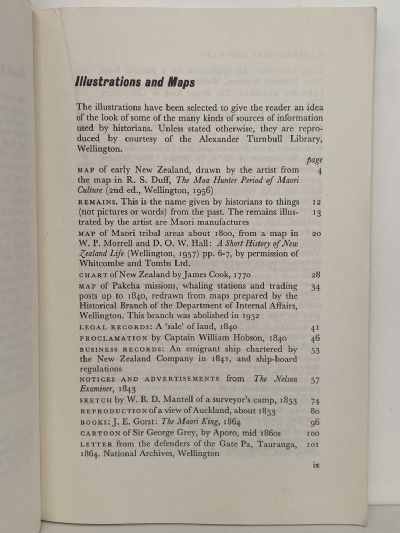 Illustrations and Maps
The illustrations have been selected to give the reader an idea
of the look of some of the many kinds of sources of information
used by historians. Unless stated otherwise, they are repro-
duced by courtesy of the Alexander Turnbull Library,
Wellington.
page
MAP of early New Zealand, drawn by the artist from 4
the map in R. S. Duff, The Moa Hunter Period of Maori
Culture (2nd ed., Wellington, 1956)
REMAINS. This is the name given by historians to things 12
(not pictures or words) from the past. The remains illus- 13
trated by the artist are Maori manufactures
MAP of Maori tribal areas about 1800, from a map in 20
W. P. Morrell and D. O. W. Hall: A Short History of New
Zealand Life (Wellington, 1957) pp. 6-7, by permission of
Whitcombe and Tombs Ltd.
CHART of New Zealand by James Cook, 1770 28
MAP of Pakeha missions, whaling stations and trading 34
posts up to 1840, redrawn from maps prepared by the
Historical Branch of the Department of Internal Affairs,
Wellington. This branch was abolished in 1952
LEGAL RECORDS: A 'sale' of land, 1840 41
PROCLAMATION by Captain William Hobson, 1840 46
BUSINESS RECORDS: An emigrant ship chartered by 53
the New Zealand Company in 1841, and ship-board
regulations
NOTICES AND ADVERTISEMENTS from The Nelson 57
Examiner, 1843
SKETCH by W. B. D. Mantell of a surveyor's camp, 1853 74
REPRODUCTION of a view of Auckland, about 1853 80
BOOKS: J. E. Gorst: The Maori King, 1864 96
CARTOON of Sir George Grey, by Aporo, mid 1860s 100
LETTER from the defenders of the Gate Pa, Tauranga, 101
1864. National Archives, Wellington
ix